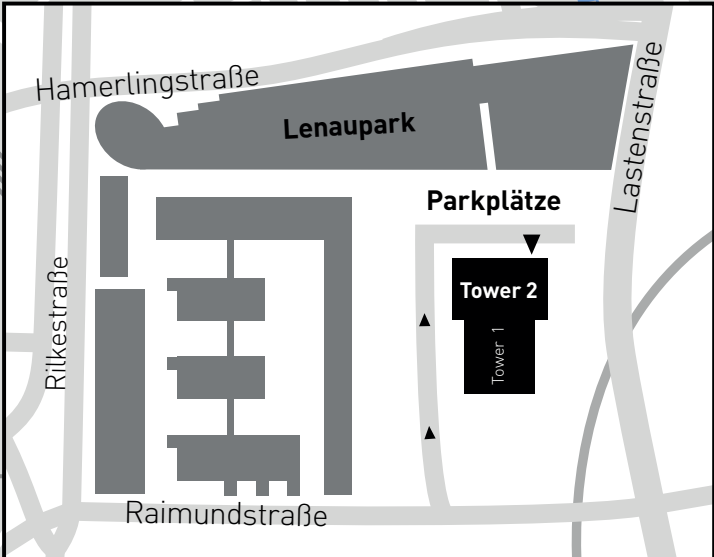 Hamerlingstraße
Lenaupark
Lastenstraße
Parkplätze
Rilkestraße
Tower 2
Tower 1
Raimundstraße